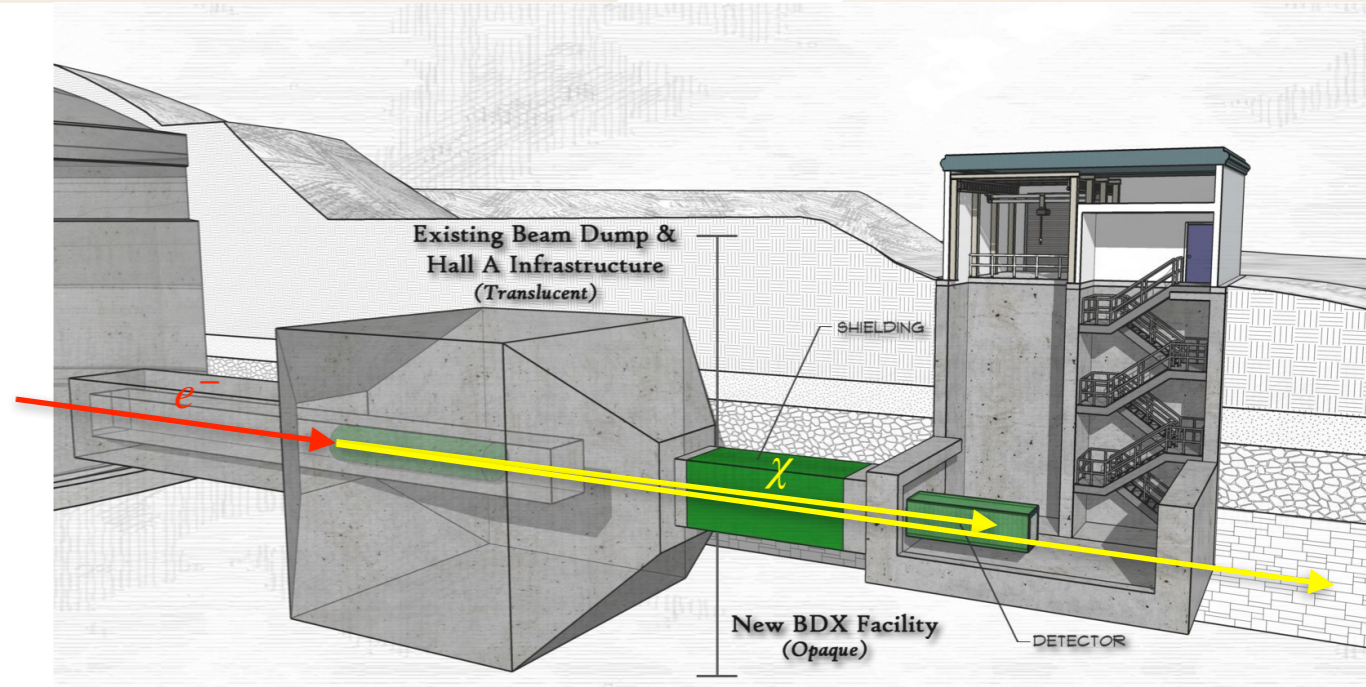 Existing Beam Dump &
Hall A Infrastructure
(Translucent)
SHIELDING
e⁻
χ
New BDX Facility
(Opaque)
DETECTOR